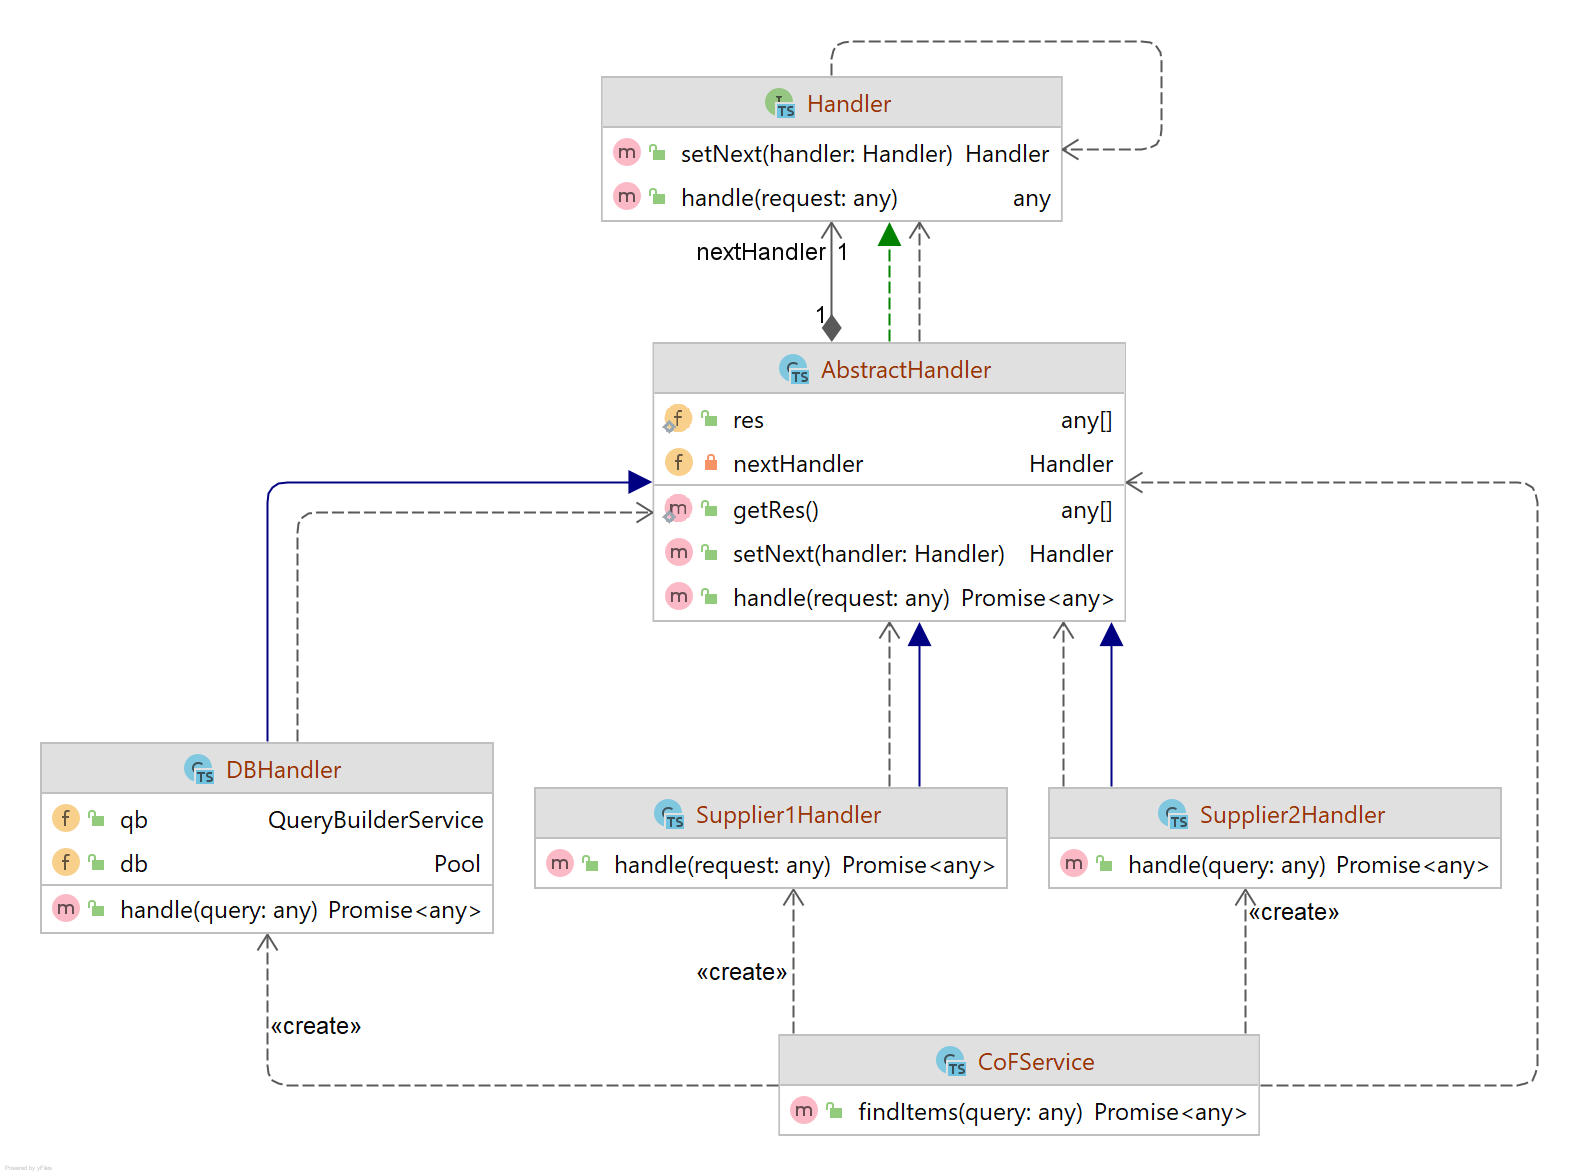 Handler
setNext(handler: Handler) Handler
handle(request: any) any
nextHandler 1
1
AbstractHandler
res any[]
nextHandler Handler
getRes() any[]
setNext(handler: Handler) Handler
handle(request: any) Promise<any>
DBHandler
qb QueryBuilderService
db Pool
handle(query: any) Promise<any>
Supplier1Handler
handle(request: any) Promise<any>
Supplier2Handler
handle(query: any) Promise<any>
«create»
«create»
«create»
CoFService
findItems(query: any) Promise<any>
Powered by yFiles